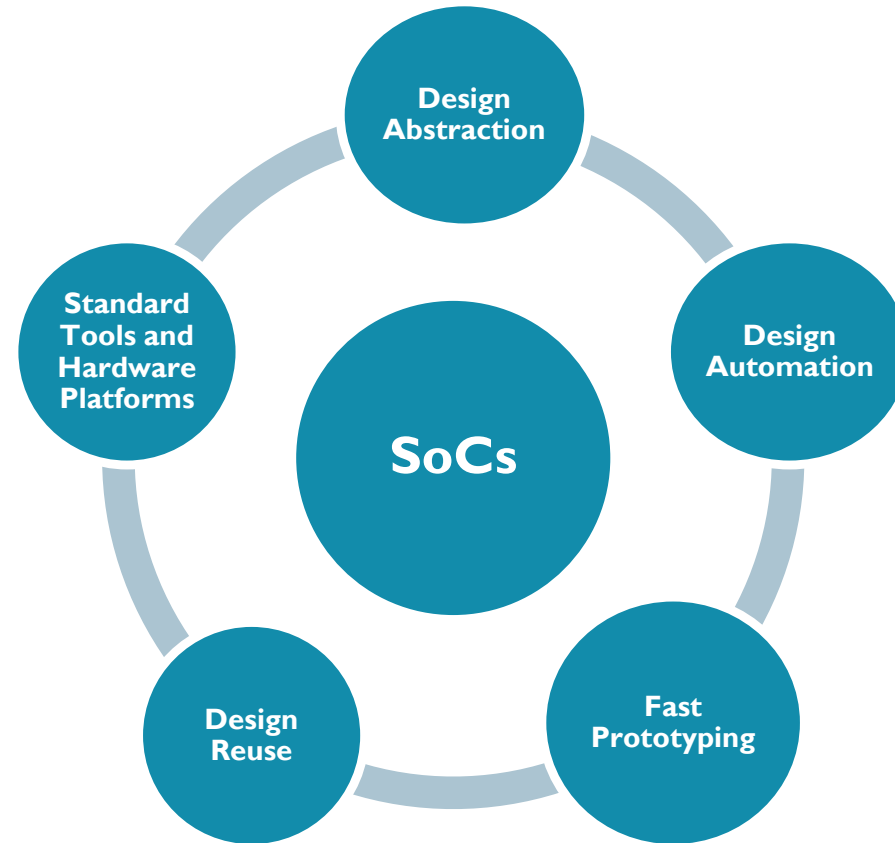 Design
Abstraction
Standard
Tools and
Hardware
Platforms
Design
Automation
SoCs
Design
Reuse
Fast
Prototyping